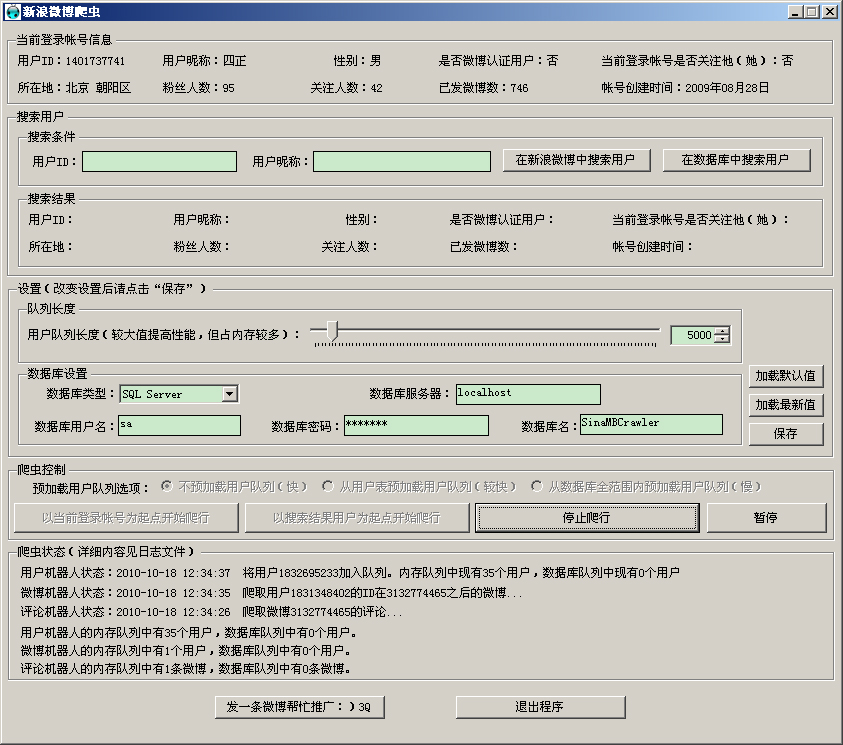 新浪微博爬虫
当前登录帐号信息
用户ID：1401737741 用户昵称：四正 性别：男 是否微博认证用户：否 当前登录帐号是否关注他（她）：否
所在地：北京 朝阳区 粉丝人数：95 关注人数：42 已发微博数：746 帐号创建时间：2009年08月28日
搜索用户
搜索条件
用户ID： 用户昵称： 在新浪微博中搜索用户 在数据库中搜索用户
搜索结果
用户ID： 用户昵称： 性别： 是否微博认证用户： 当前登录帐号是否关注他（她）：
所在地： 粉丝人数： 关注人数： 已发微博数： 帐号创建时间：
设置（改变设置后请点击“保存”）
队列长度
用户队列长度（较大值提高性能，但占内存较多）： 5000
数据库设置
数据库类型：SQL Server 数据库服务器：localhost
数据库用户名：sa 数据库密码：******* 数据库名：SinaMBCrawler
加载默认值
加载最新值
保存
爬虫控制
预加载用户队列选项： 不预加载用户队列（快） 从用户表预加载用户队列（较快） 从数据库全范围内预加载用户队列（慢）
以当前登录帐号为起点开始爬行 以搜索结果用户为起点开始爬行 停止爬行 暂停
爬虫状态（详细内容见日志文件）
用户机器人状态：2010-10-18 12:34:37 将用户1832695233加入队列。内存队列中现有35个用户，数据库队列中现有0个用户
微博机器人状态：2010-10-18 12:34:35 爬取用户1831348402的ID在3132774465之后的微博...
评论机器人状态：2010-10-18 12:34:26 爬取微博3132774465的评论...
用户机器人的内存队列中有35个用户，数据库队列中有0个用户。
微博机器人的内存队列中有1个用户，数据库队列中有0个用户。
评论机器人的内存队列中有1条微博，数据库队列中有0条微博。
发一条微博帮忙推广：）3Q 退出程序